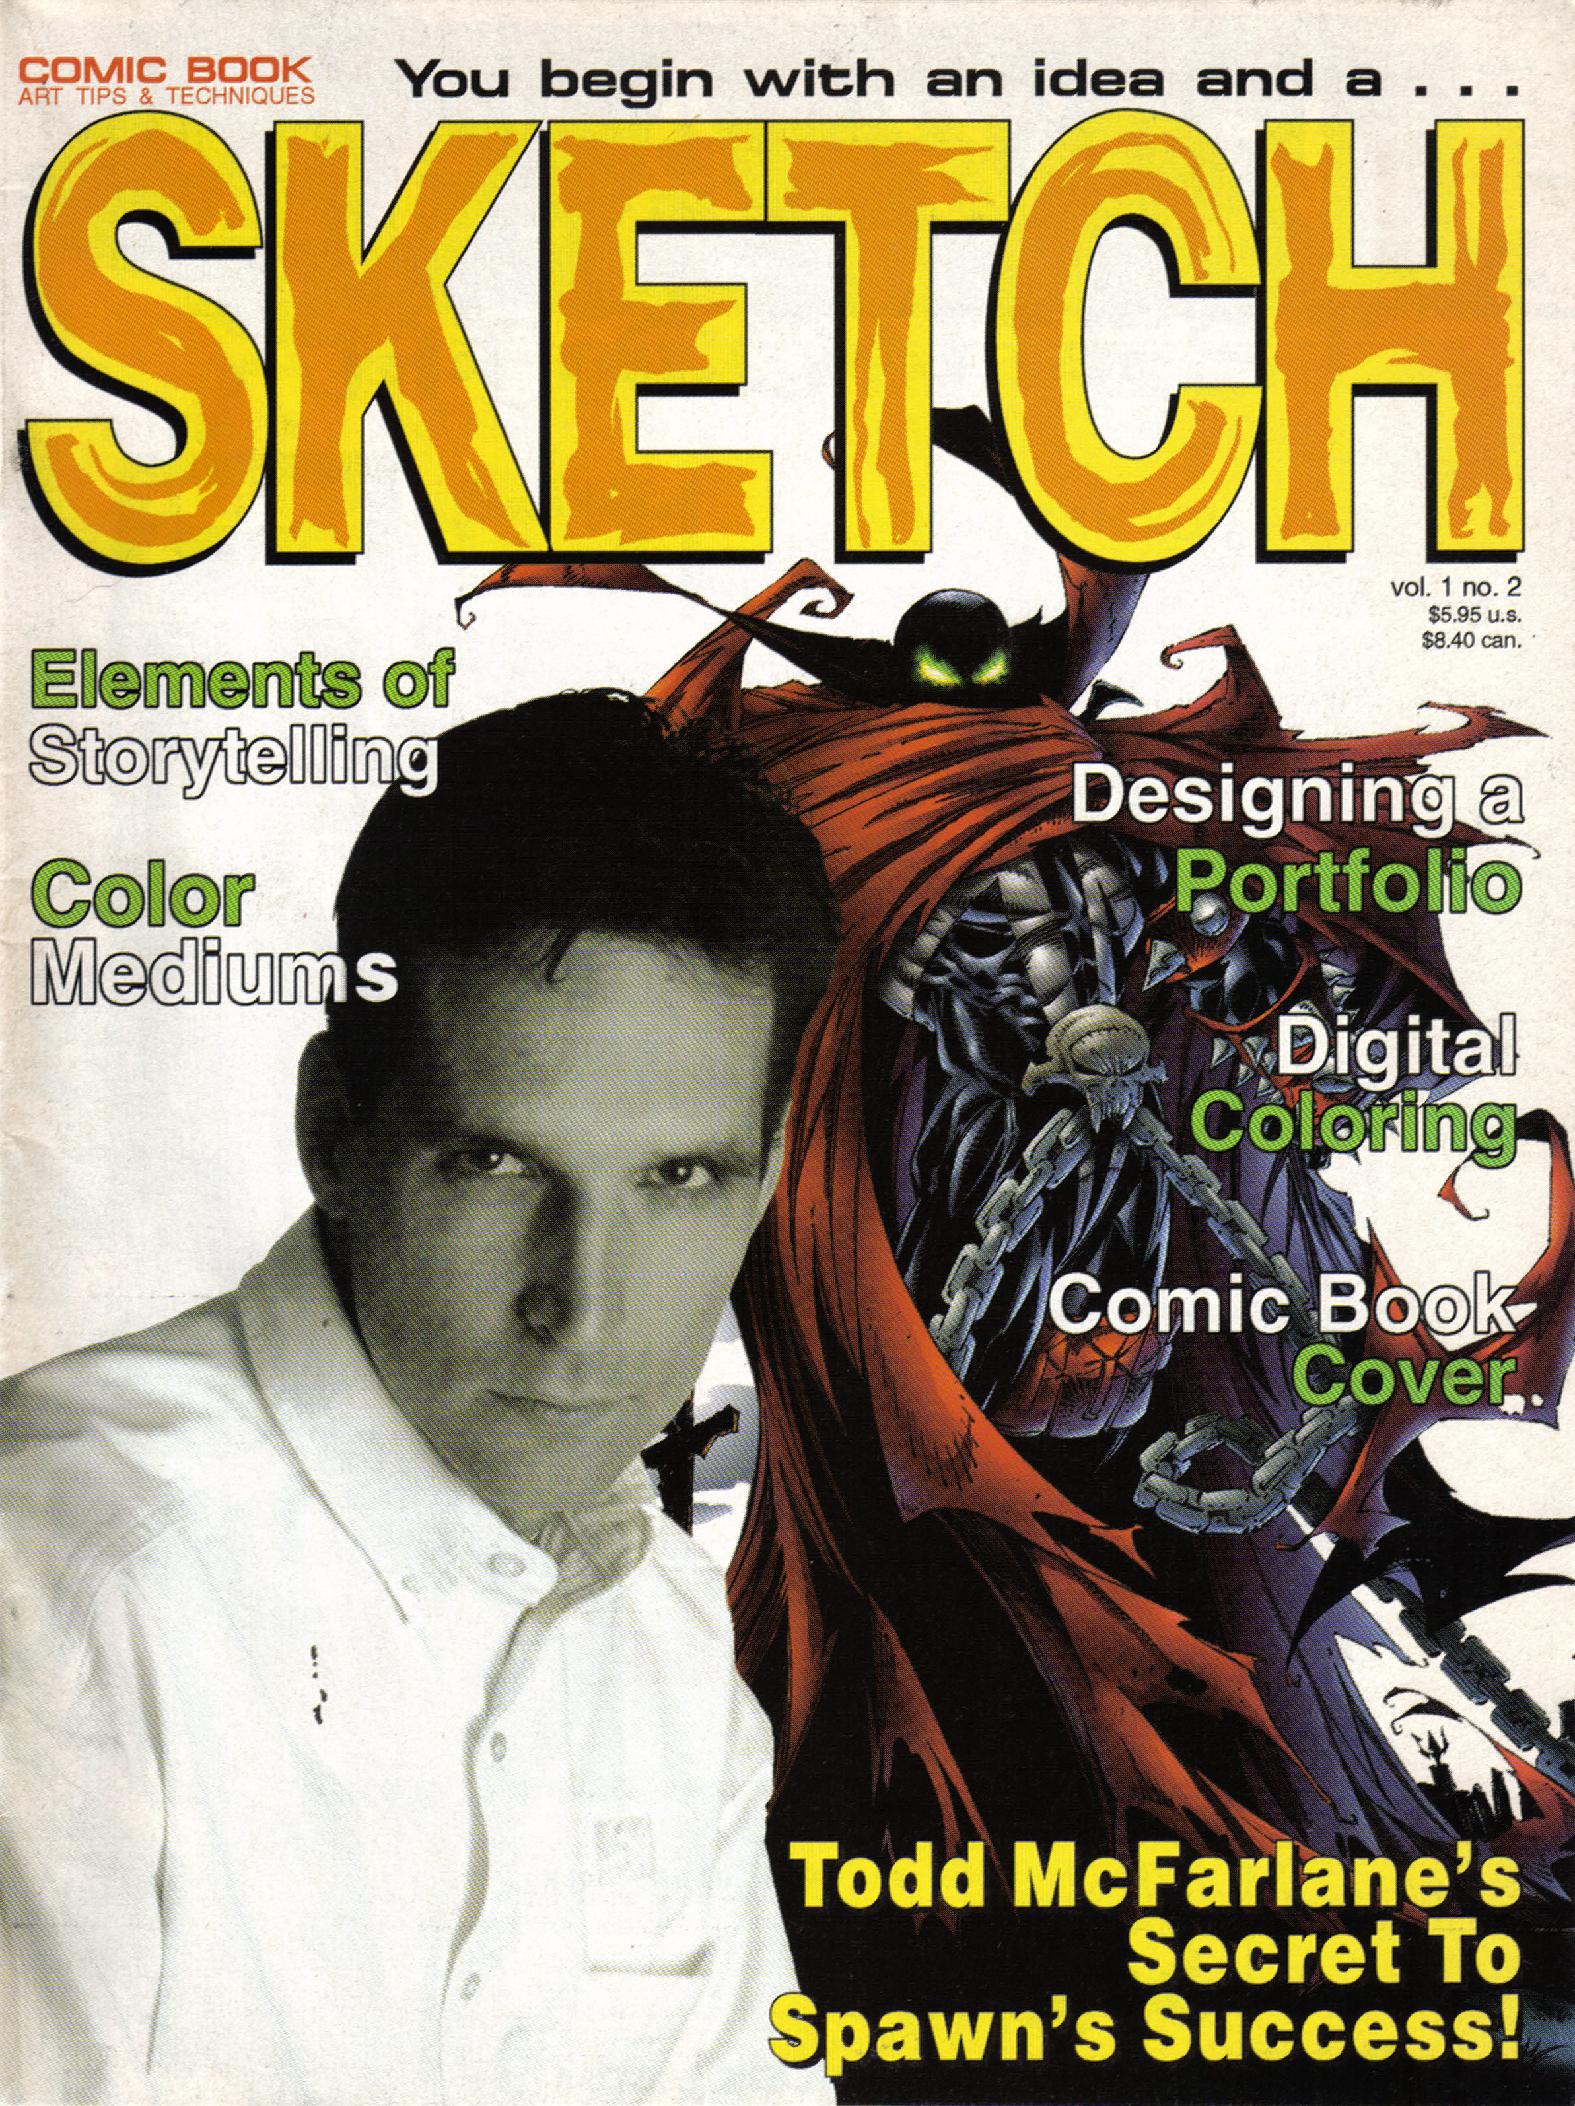 COMIC BOOK
ART TIPS & TECHNIQUES
You begin with an idea and a . . .
SKETCH
vol. 1 no. 2
$5.95 u.s.
$8.40 can.
Elements of
Storytelling
Color
Mediums
Designing a
Portfolio
Digital
Coloring
Comic Book
Cover..
Todd McFarlane's
Secret To
Spawn's Success!